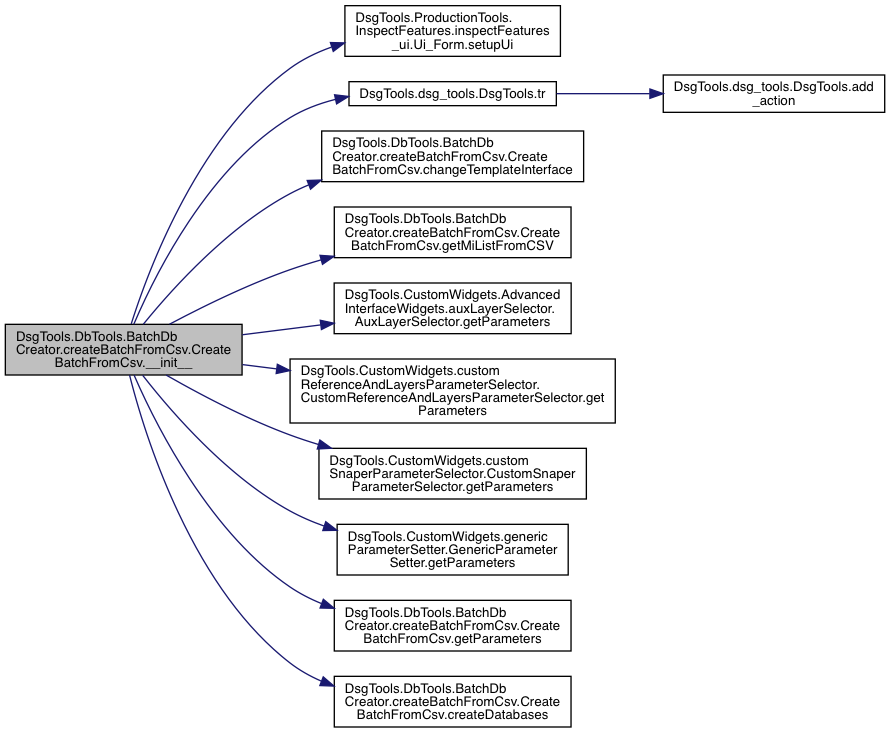 DsgTools.ProductionTools.
InspectFeatures.inspectFeatures
_ui.Ui_Form.setupUi
DsgTools.dsg_tools.DsgTools.tr
DsgTools.dsg_tools.DsgTools.add
_action
DsgTools.DbTools.BatchDb
Creator.createBatchFromCsv.Create
BatchFromCsv.changeTemplateInterface
DsgTools.DbTools.BatchDb
Creator.createBatchFromCsv.Create
BatchFromCsv.getMiListFromCSV
DsgTools.CustomWidgets.Advanced
InterfaceWidgets.auxLayerSelector.
AuxLayerSelector.getParameters
DsgTools.DbTools.BatchDb
Creator.createBatchFromCsv.Create
BatchFromCsv.__init__
DsgTools.CustomWidgets.custom
ReferenceAndLayersParameterSelector.
CustomReferenceAndLayersParameterSelector.get
Parameters
DsgTools.CustomWidgets.custom
SnaperParameterSelector.CustomSnaper
ParameterSelector.getParameters
DsgTools.CustomWidgets.generic
ParameterSetter.GenericParameter
Setter.getParameters
DsgTools.DbTools.BatchDb
Creator.createBatchFromCsv.Create
BatchFromCsv.getParameters
DsgTools.DbTools.BatchDb
Creator.createBatchFromCsv.Create
BatchFromCsv.createDatabases